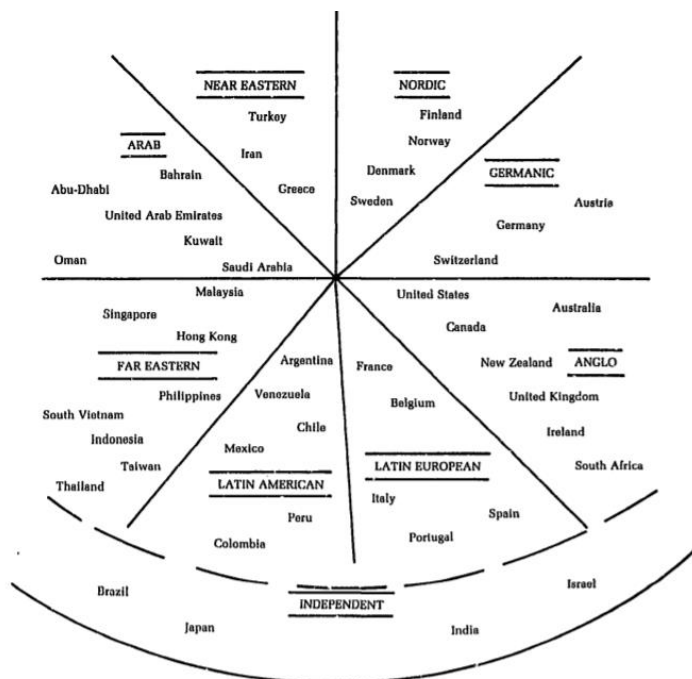 NEAR EASTERN
Turkey
Iran
Greece
NORDIC
Finland
Norway
Denmark
Sweden
ARAB
Bahrain
Abu-Dhabi
United Arab Emirates
Kuwait
Oman
Saudi Arabia
GERMANIC
Austria
Germany
Switzerland
Malaysia
Singapore
Hong Kong
FAR EASTERN
Philippines
South Vietnam
Indonesia
Taiwan
Thailand
Argentina
Venezuela
Chile
Mexico
LATIN AMERICAN
Peru
Colombia
France
Belgium
LATIN EUROPEAN
Italy
Spain
Portugal
United States
Australia
Canada
New Zealand
ANGLO
United Kingdom
Ireland
South Africa
Brazil
Japan
INDEPENDENT
India
Israel